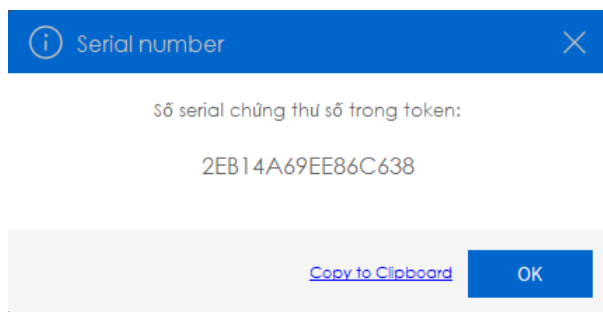 Serial number
Số serial chứng thư số trong token:
2EB14A69EE86C638
Copy to Clipboard
OK